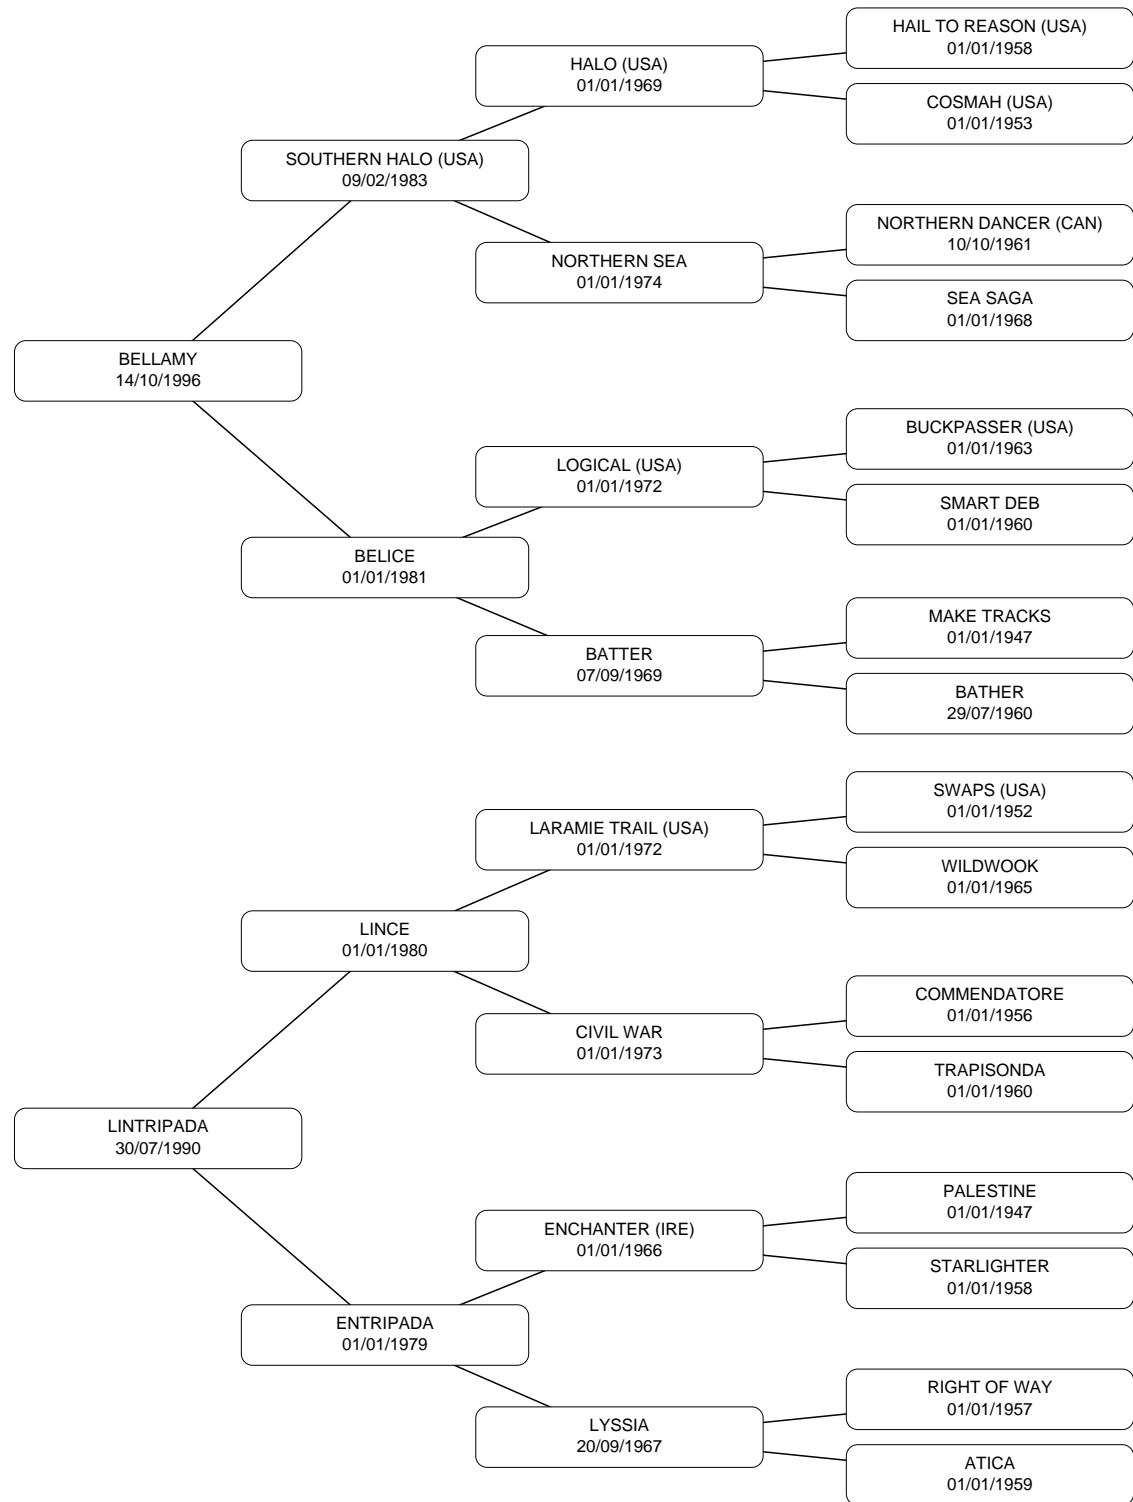 HAIL TO REASON (USA)
01/01/1958
HALO (USA)
01/01/1969
COSMAH (USA)
01/01/1953
SOUTHERN HALO (USA)
09/02/1983
NORTHERN DANCER (CAN)
10/10/1961
NORTHERN SEA
01/01/1974
SEA SAGA
01/01/1968
BELLAMY
14/10/1996
BUCKPASSER (USA)
01/01/1963
LOGICAL (USA)
01/01/1972
SMART DEB
01/01/1960
BELICE
01/01/1981
MAKE TRACKS
01/01/1947
BATTER
07/09/1969
BATHER
29/07/1960
SWAPS (USA)
01/01/1952
LARAMIE TRAIL (USA)
01/01/1972
WILDWOOK
01/01/1965
LINCE
01/01/1980
COMMENDATORE
01/01/1956
CIVIL WAR
01/01/1973
TRAPISONDA
01/01/1960
LINTRIPADA
30/07/1990
PALESTINE
01/01/1947
ENCHANTER (IRE)
01/01/1966
STARLIGHTER
01/01/1958
ENTRIPADA
01/01/1979
RIGHT OF WAY
01/01/1957
LYSSIA
20/09/1967
ATICA
01/01/1959